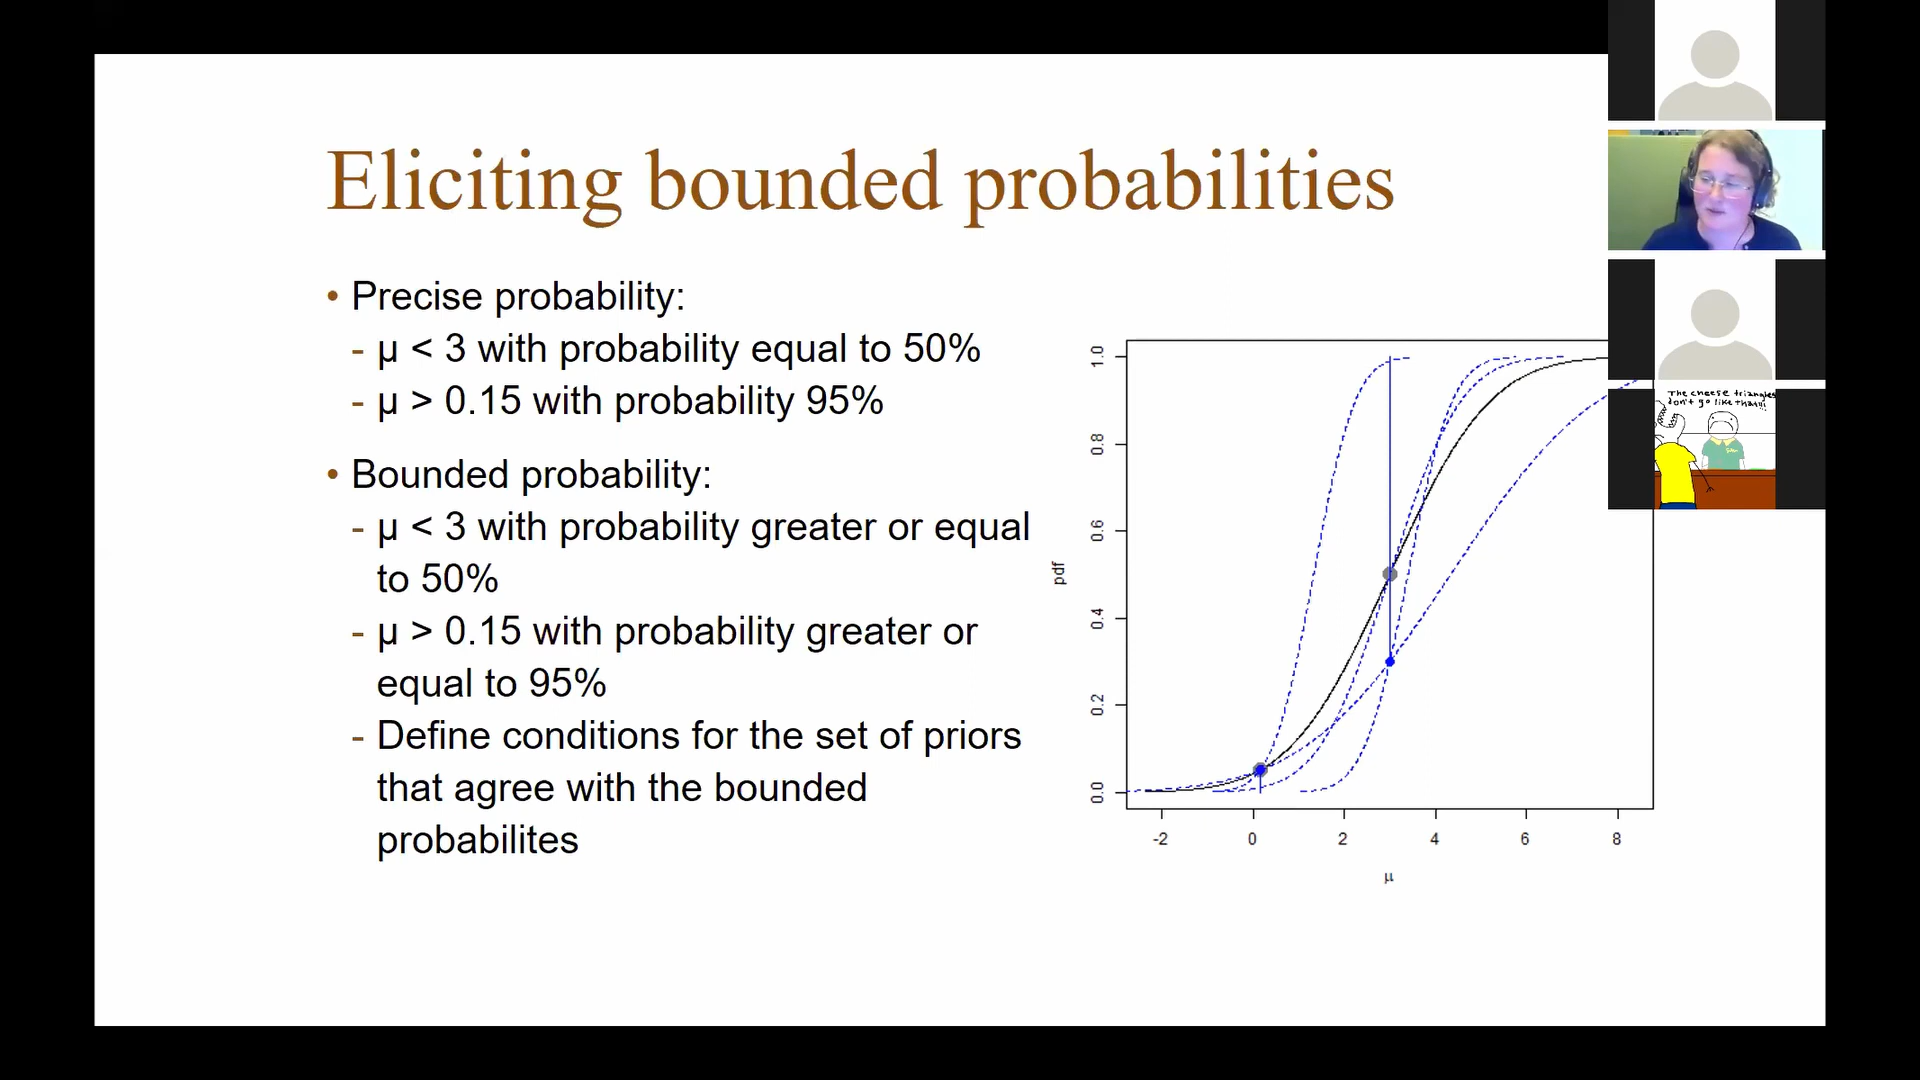 Eliciting bounded probabilities
• Precise probability:
- μ < 3 with probability equal to 50%
- μ > 0.15 with probability 95%
• Bounded probability:
- μ < 3 with probability greater or equal
to 50%
- μ > 0.15 with probability greater or
equal to 95%
- Define conditions for the set of priors
that agree with the bounded
probabilites
pdf
1.0
0.8
0.6
0.4
0.2
0.0
-2 0 2 4 6 8
μ
The cheese triangles
don't go like that!!!